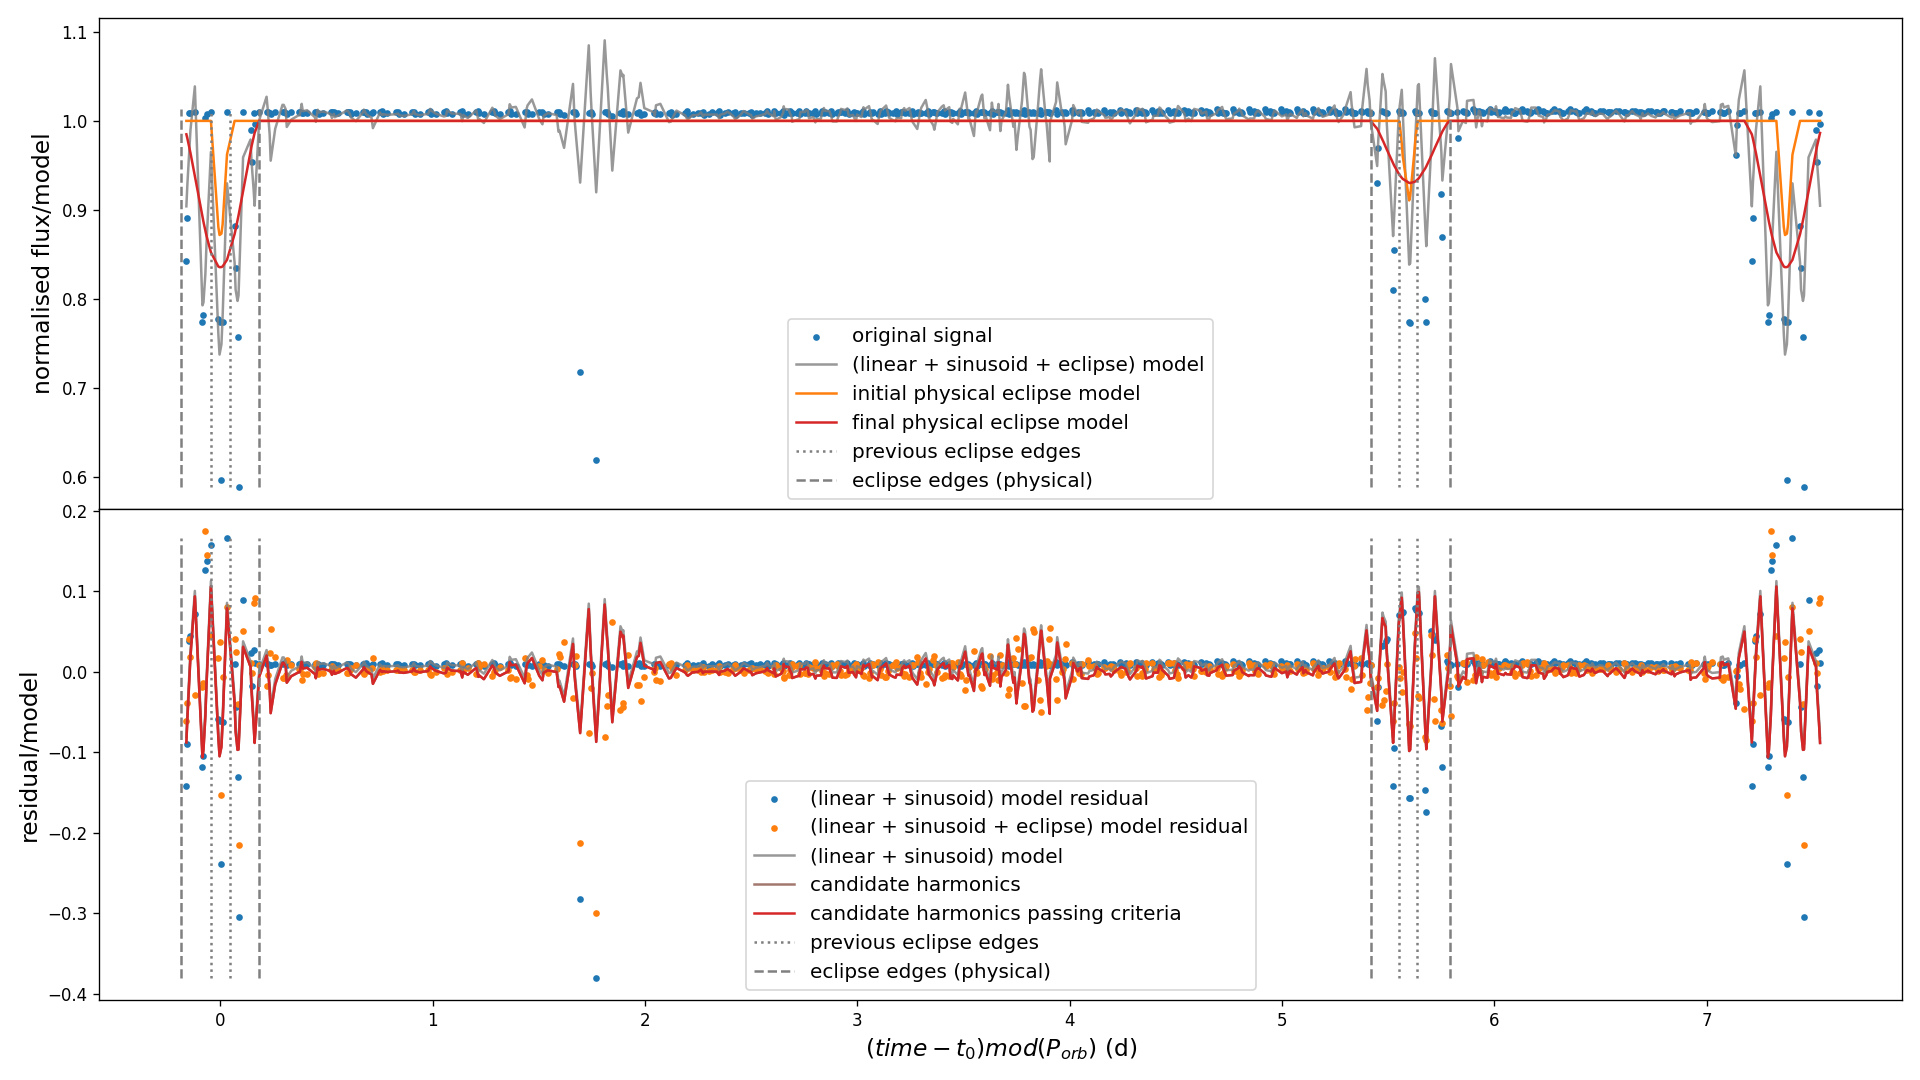 1.1
1.0
0.9
0.8
0.7
0.6
normalised flux/model
original signal
(linear + sinusoid + eclipse) model
initial physical eclipse model
final physical eclipse model
previous eclipse edges
eclipse edges (physical)
0.2
0.1
0.0
−0.1
−0.2
−0.3
−0.4
residual/model
(linear + sinusoid) model residual
(linear + sinusoid + eclipse) model residual
(linear + sinusoid) model
candidate harmonics
candidate harmonics passing criteria
previous eclipse edges
eclipse edges (physical)
0 1 2 3 4 5 6 7
(time − t₀)mod(P_orb) (d)